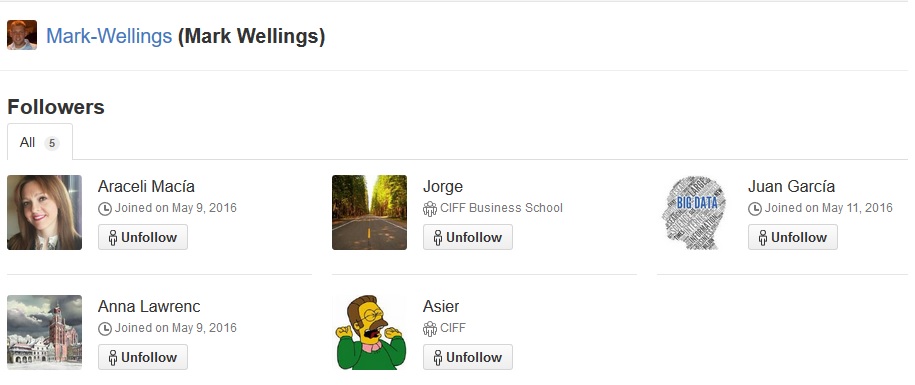 Mark-Wellings (Mark Wellings)
Followers
All 5
Araceli Macía
Joined on May 9, 2016
Unfollow
Jorge
CIFF Business School
Unfollow
Juan García
Joined on May 11, 2016
Unfollow
BIG DATA
Anna Lawrenc
Joined on May 9, 2016
Unfollow
Asier
CIFF
Unfollow